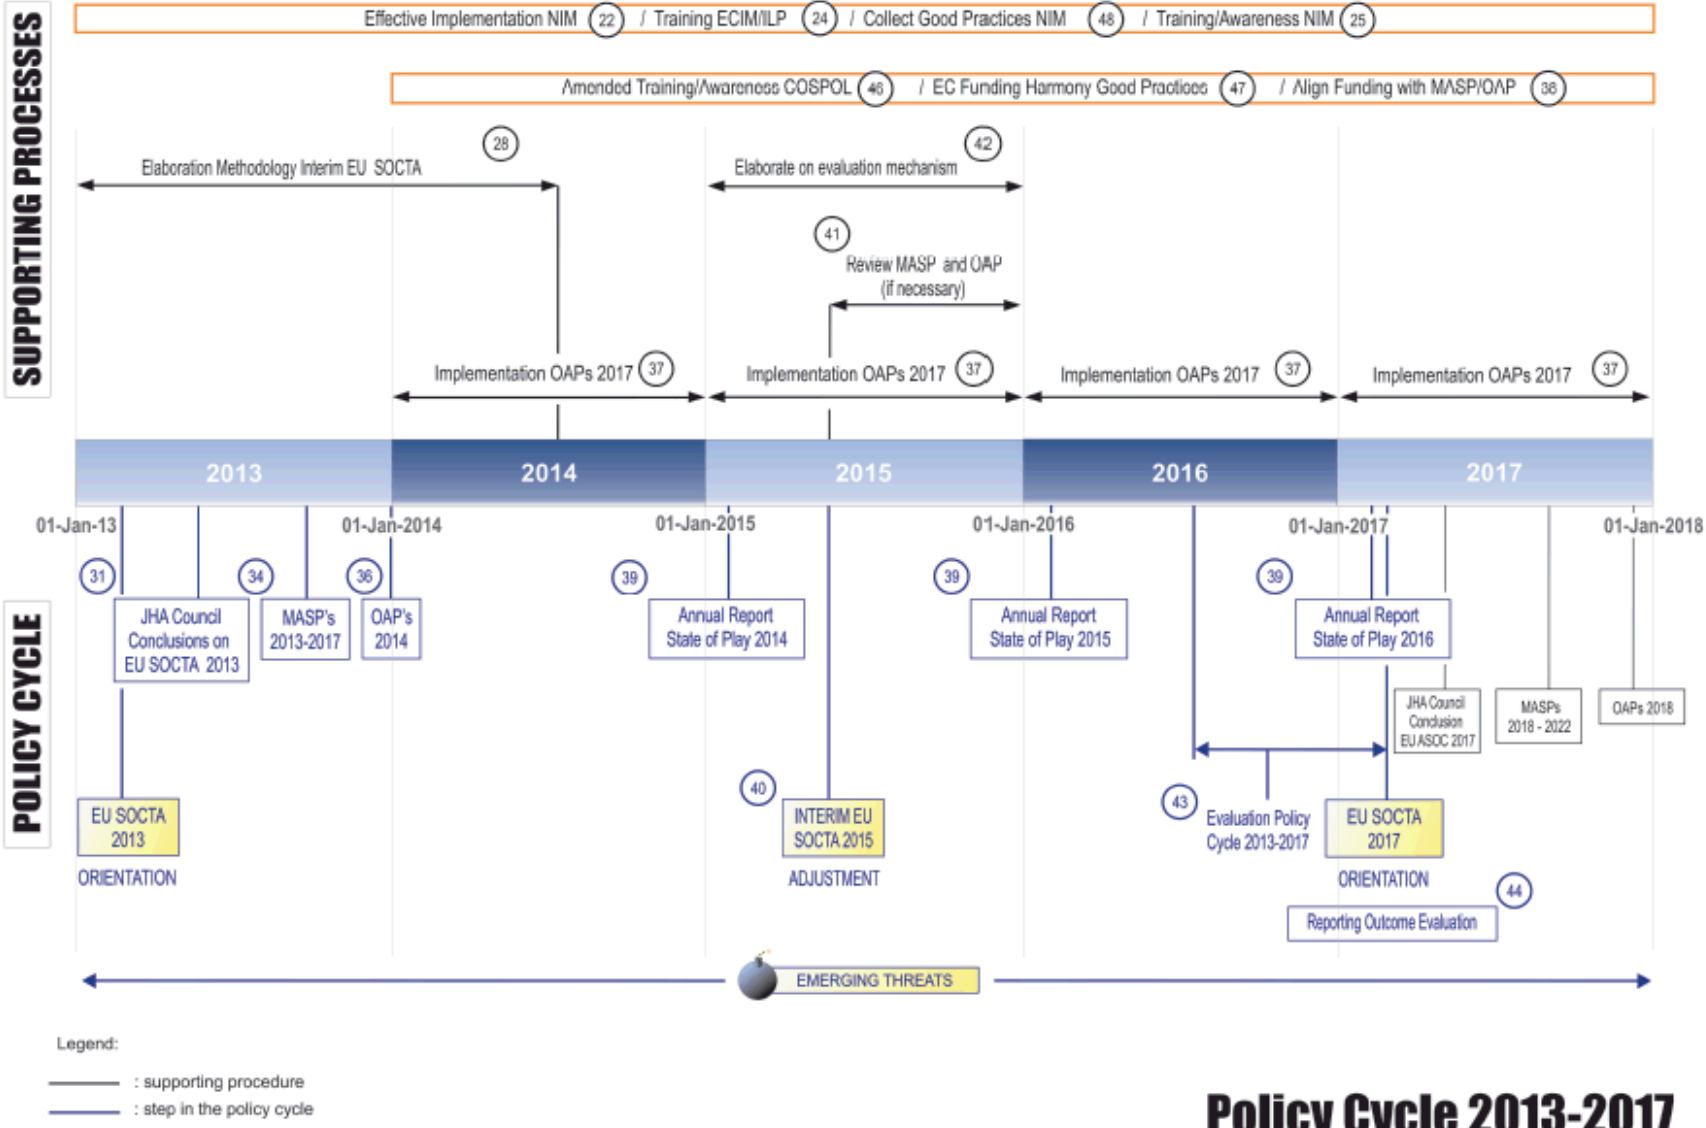 SUPPORTING PROCESSES
Effective Implementation NIM 22 / Training ECIM/ILP 24 / Collect Good Practices NIM 48 / Training/Awareness NIM 25
Amended Training/Awareness COSPOL 46 / EC Funding Harmony Good Practices 47 / Align Funding with MASP/OAP 38
28
Elaboration Methodology Interim EU SOCTA
42
Elaborate on evaluation mechanism
41
Review MASP and OAP
(if necessary)
Implementation OAPs 2017 37
Implementation OAPs 2017 37
Implementation OAPs 2017 37
Implementation OAPs 2017 37
2013
2014
2015
2016
2017
01-Jan-13
01-Jan-2014
01-Jan-2015
01-Jan-2016
01-Jan-2017
01-Jan-2018
POLICY CYCLE
31
34
36
39
39
39
JHA Council
Conclusions on
EU SOCTA 2013
MASP's
2013-2017
OAP's
2014
Annual Report
State of Play 2014
Annual Report
State of Play 2015
Annual Report
State of Play 2016
JHA Council
Conclusion
EU ASOC 2017
MASPs
2018 - 2022
OAPs 2018
EU SOCTA
2013
ORIENTATION
40
INTERIM EU
SOCTA 2015
ADJUSTMENT
43
Evaluation Policy
Cycle 2013-2017
EU SOCTA
2017
ORIENTATION
44
Reporting Outcome Evaluation
EMERGING THREATS
Legend:
: supporting procedure
: step in the policy cycle
Policy Cycle 2013-2017